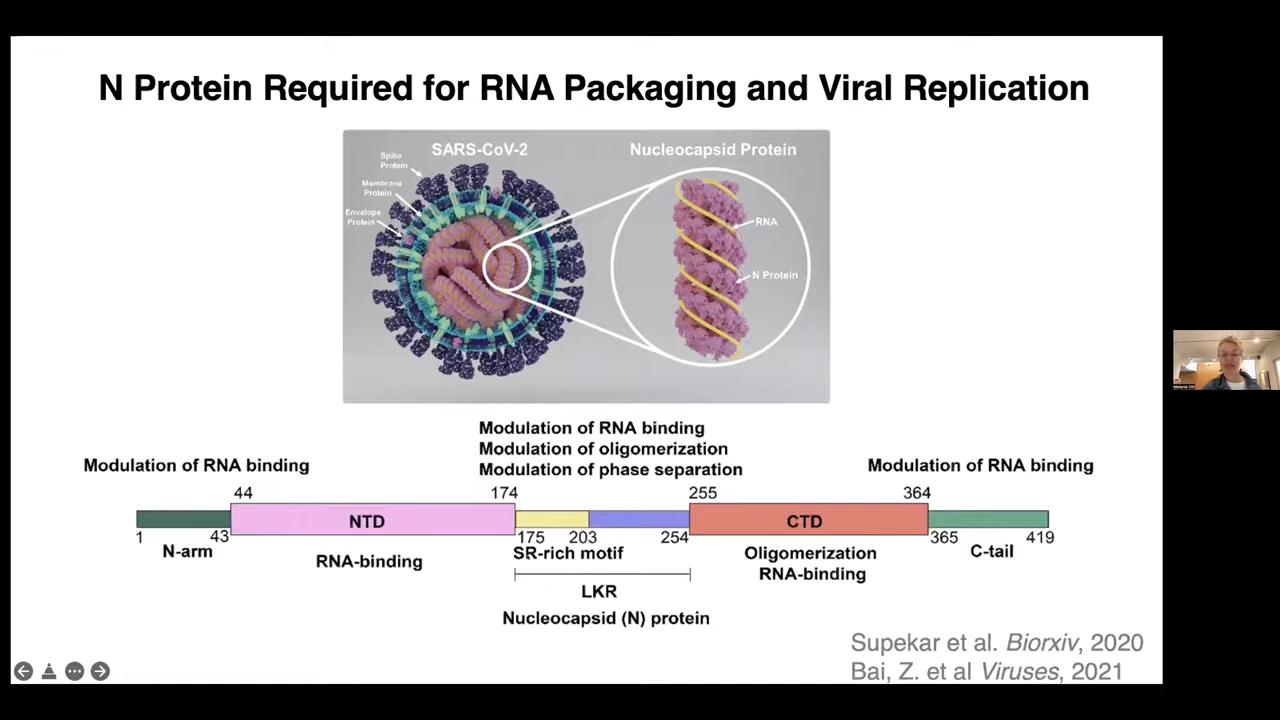 N Protein Required for RNA Packaging and Viral Replication
SARS-CoV-2
Nucleocapsid Protein
Spike
Protein
Membrane
Protein
Envelope
Protein
RNA
N Protein
Modulation of RNA binding
Modulation of RNA binding
Modulation of oligomerization
Modulation of phase separation
Modulation of RNA binding
44
174
255
364
NTD
CTD
1
43
175
203
254
365
419
N-arm
RNA-binding
SR-rich motif
Oligomerization
RNA-binding
C-tail
LKR
Nucleocapsid (N) protein
Supekar et al. Biorxiv, 2020
Bai, Z. et al Viruses, 2021
Melanie Ott